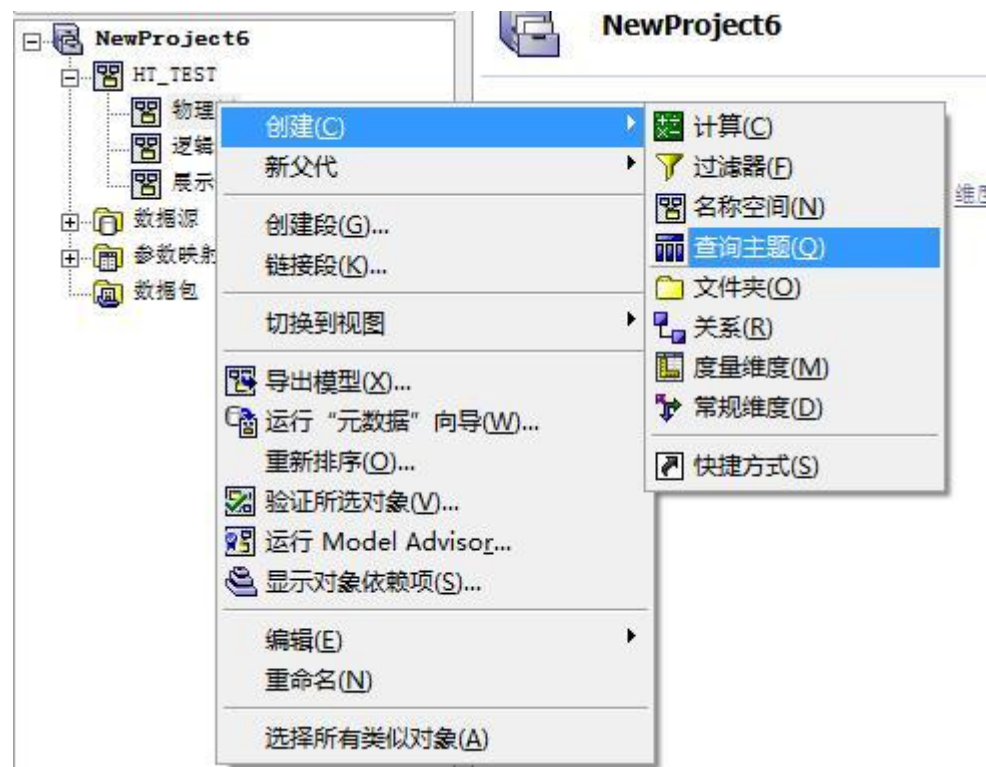 NewProject6
HT_TEST
物理
逻辑
展示
数据源
参数映射
数据包
NewProject6
维度
创建(C)
新父代
创建段(G)...
链接段(K)...
切换到视图
导出模型(X)...
运行“元数据”向导(W)...
重新排序(O)...
验证所选对象(V)...
运行 Model Advisor...
显示对象依赖项(S)...
编辑(E)
重命名(N)
选择所有类似对象(A)
计算(C)
过滤器(F)
名称空间(N)
查询主题(Q)
文件夹(O)
关系(R)
度量维度(M)
常规维度(D)
快捷方式(S)